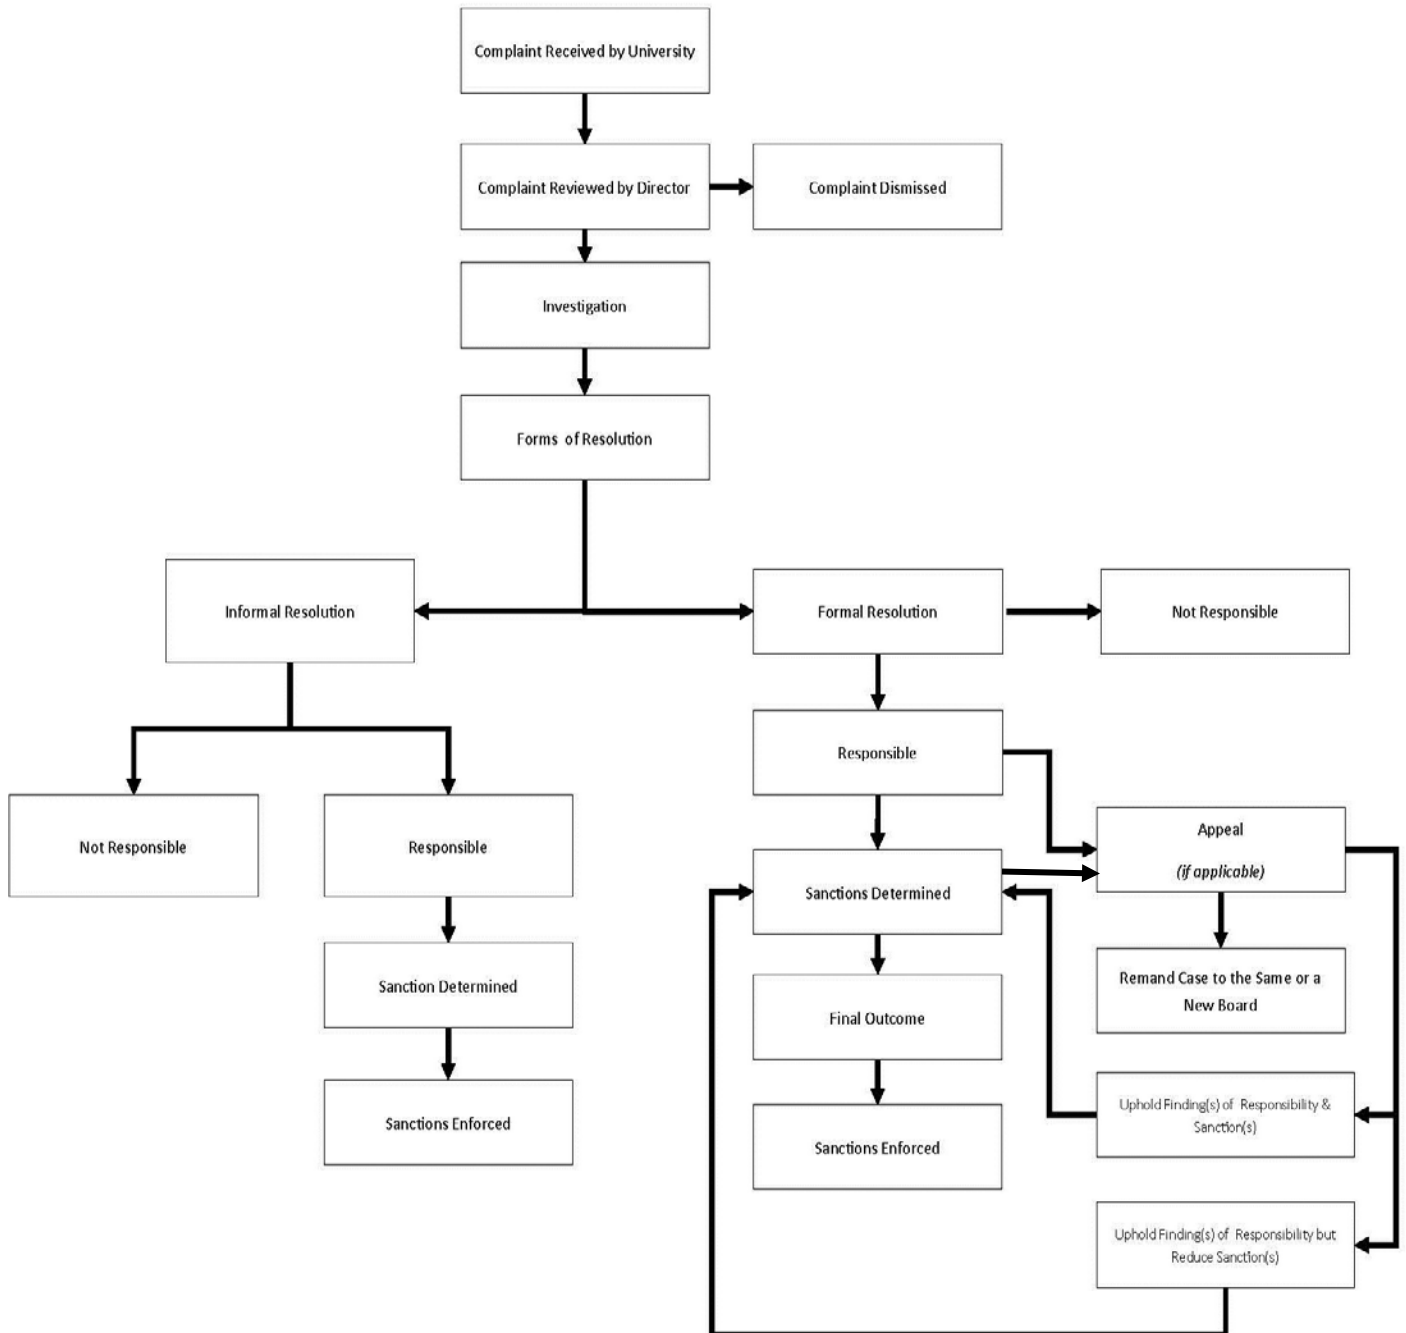 Complaint Received by University
Complaint Reviewed by Director
Complaint Dismissed
Investigation
Forms of Resolution
Informal Resolution
Formal Resolution
Not Responsible
Responsible
Not Responsible
Responsible
Appeal
(if applicable)
Sanctions Determined
Sanction Determined
Remand Case to the Same or a
New Board
Final Outcome
Sanctions Enforced
Uphold Finding(s) of Responsibility &
Sanction(s)
Sanctions Enforced
Uphold Finding(s) of Responsibility but
Reduce Sanction(s)